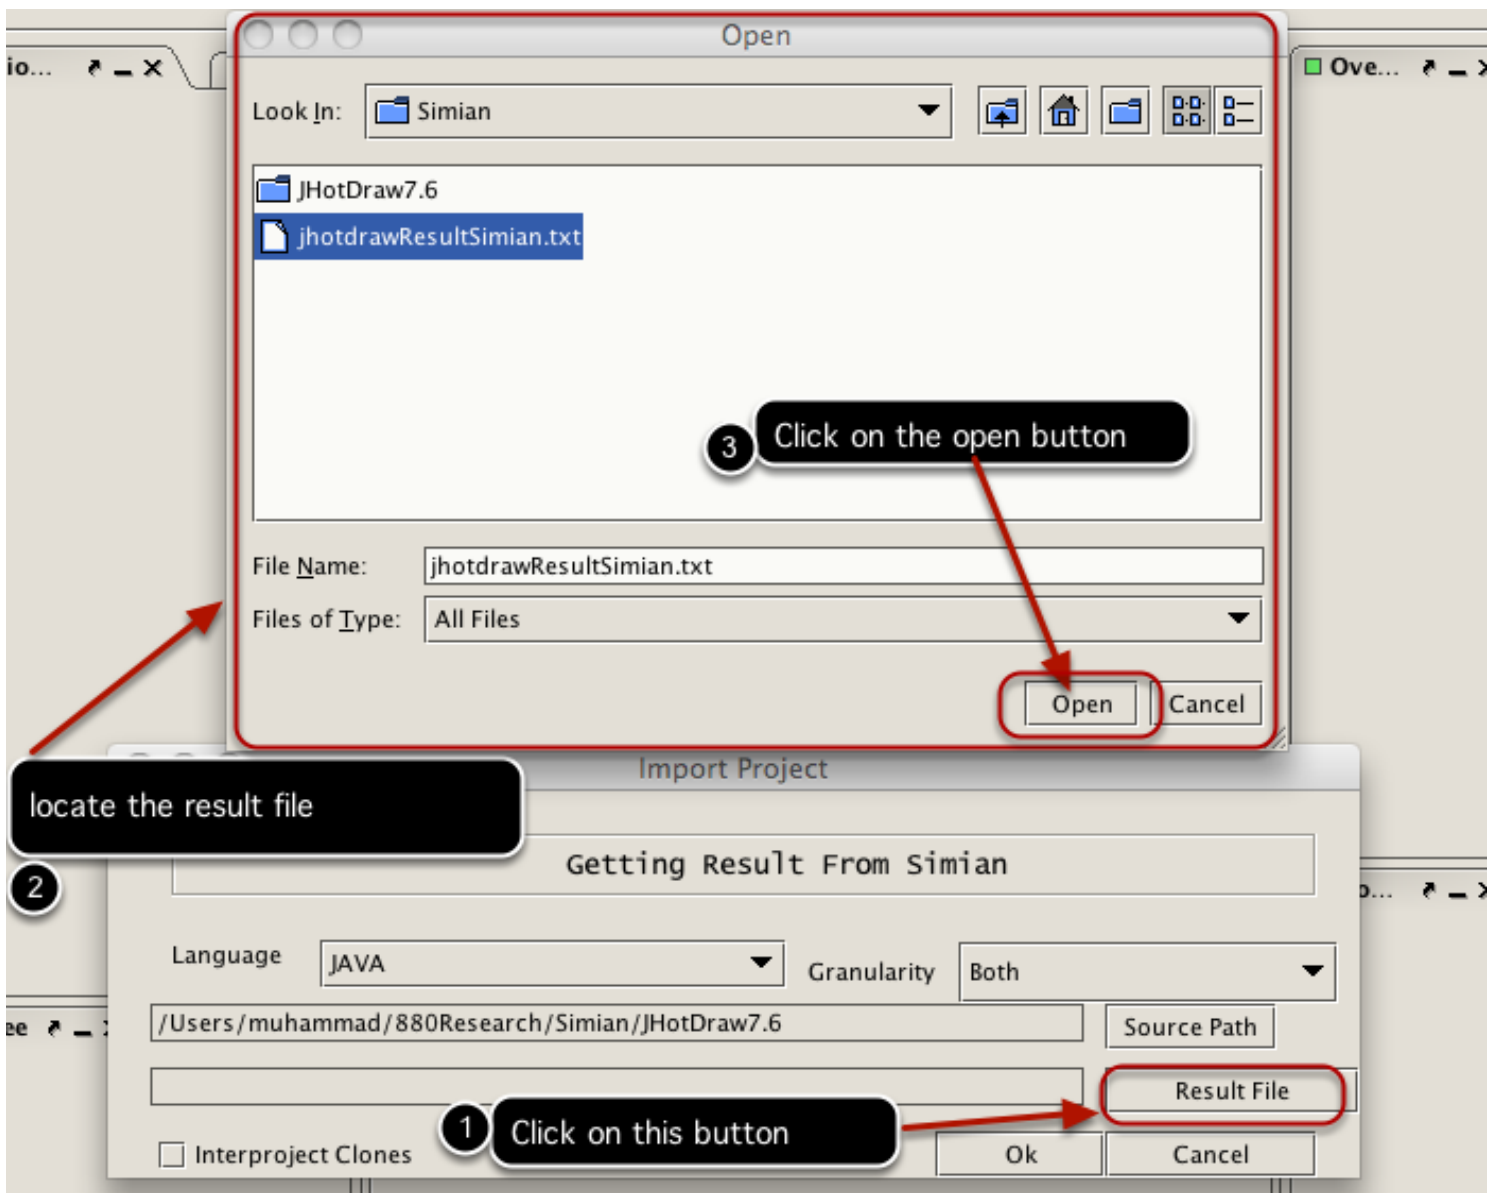 Open
io...
Ove...
Look In:
Simian
JHotDraw7.6
jhotdrawResultSimian.txt
3
Click on the open button
File Name:
jhotdrawResultSimian.txt
Files of Type:
All Files
Open
Cancel
Import Project
locate the result file
2
Getting Result From Simian
o...
Language
JAVA
Granularity
Both
ee
/Users/muhammad/880Research/Simian/JHotDraw7.6
Source Path
Result File
1
Click on this button
Interproject Clones
Ok
Cancel